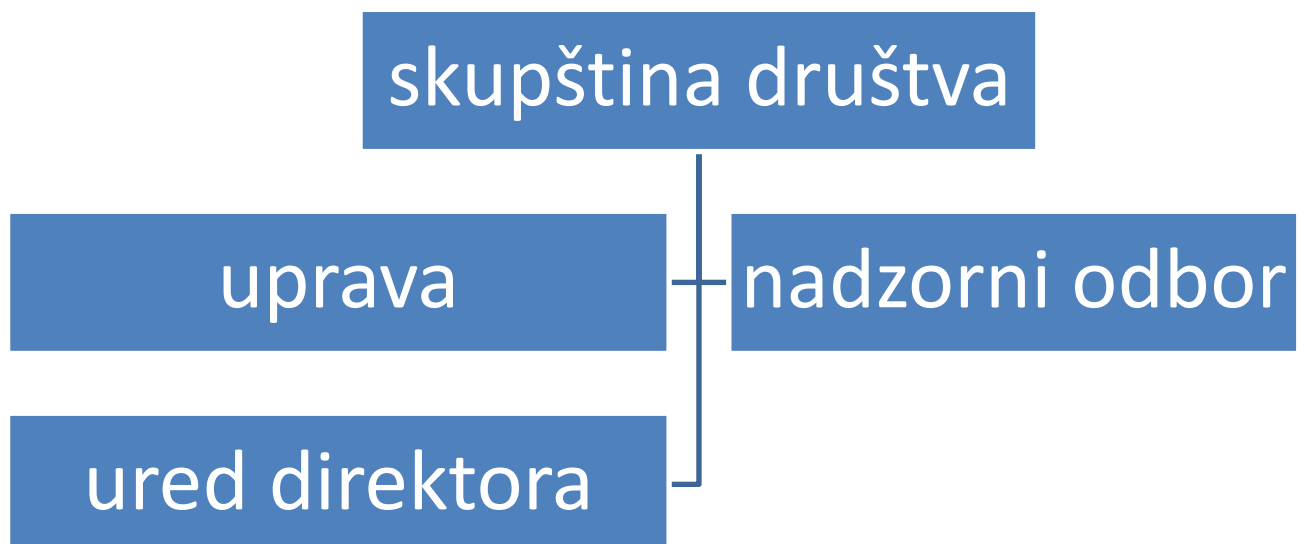 skupština društva
uprava
nadzorni odbor
ured direktora